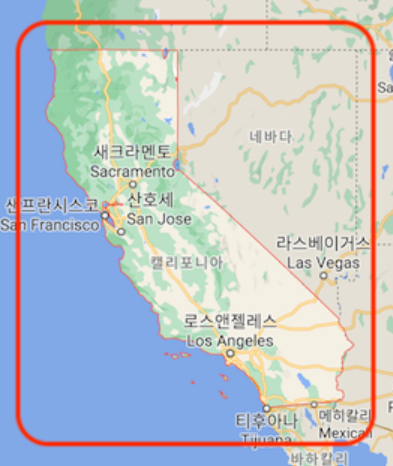 네바다
새크라멘토
Sacramento
샌프란시스코
San Francisco
산호세
San Jose
라스베이거스
Las Vegas
캘리포니아
로스앤젤레스
Los Angeles
티후아나
Tijuana
메히칼리
Mexicali
바하칼리